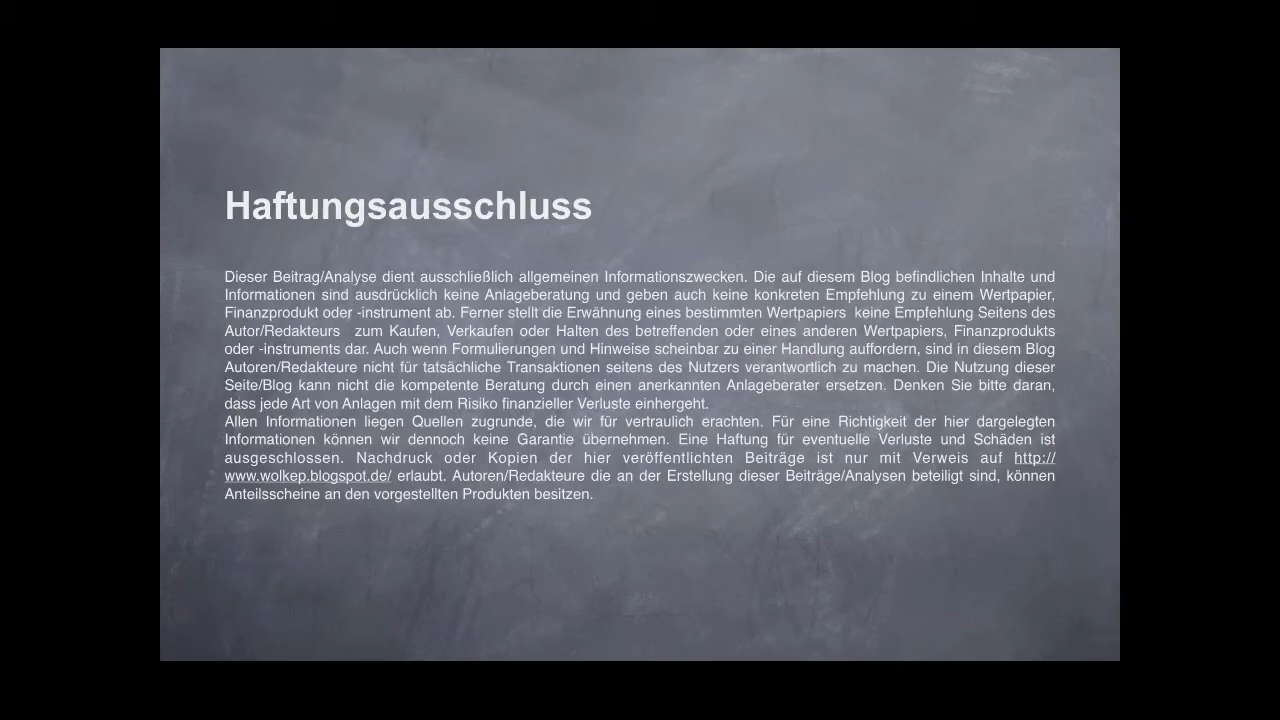 Haftungsausschluss
Dieser Beitrag/Analyse dient ausschließlich allgemeinen Informationszwecken. Die auf diesem Blog befindlichen Inhalte und
Informationen sind ausdrücklich keine Anlageberatung und geben auch keine konkreten Empfehlung zu einem Wertpapier,
Finanzprodukt oder -instrument ab. Ferner stellt die Erwähnung eines bestimmten Wertpapiers keine Empfehlung Seitens des
Autor/Redakteurs zum Kaufen, Verkaufen oder Halten des betreffenden oder eines anderen Wertpapiers, Finanzprodukts
oder -instruments dar. Auch wenn Formulierungen und Hinweise scheinbar zu einer Handlung auffordern, sind in diesem Blog
Autoren/Redakteure nicht für tatsächliche Transaktionen seitens des Nutzers verantwortlich zu machen. Die Nutzung dieser
Seite/Blog kann nicht die kompetente Beratung durch einen anerkannten Anlageberater ersetzen. Denken Sie bitte daran,
dass jede Art von Anlagen mit dem Risiko finanzieller Verluste einhergeht.
Allen Informationen liegen Quellen zugrunde, die wir für vertraulich erachten. Für eine Richtigkeit der hier dargelegten
Informationen können wir dennoch keine Garantie übernehmen. Eine Haftung für eventuelle Verluste und Schäden ist
ausgeschlossen. Nachdruck oder Kopien der hier veröffentlichten Beiträge ist nur mit Verweis auf http://
www.wolkep.blogspot.de/ erlaubt. Autoren/Redakteure die an der Erstellung dieser Beiträge/Analysen beteiligt sind, können
Anteilsscheine an den vorgestellten Produkten besitzen.